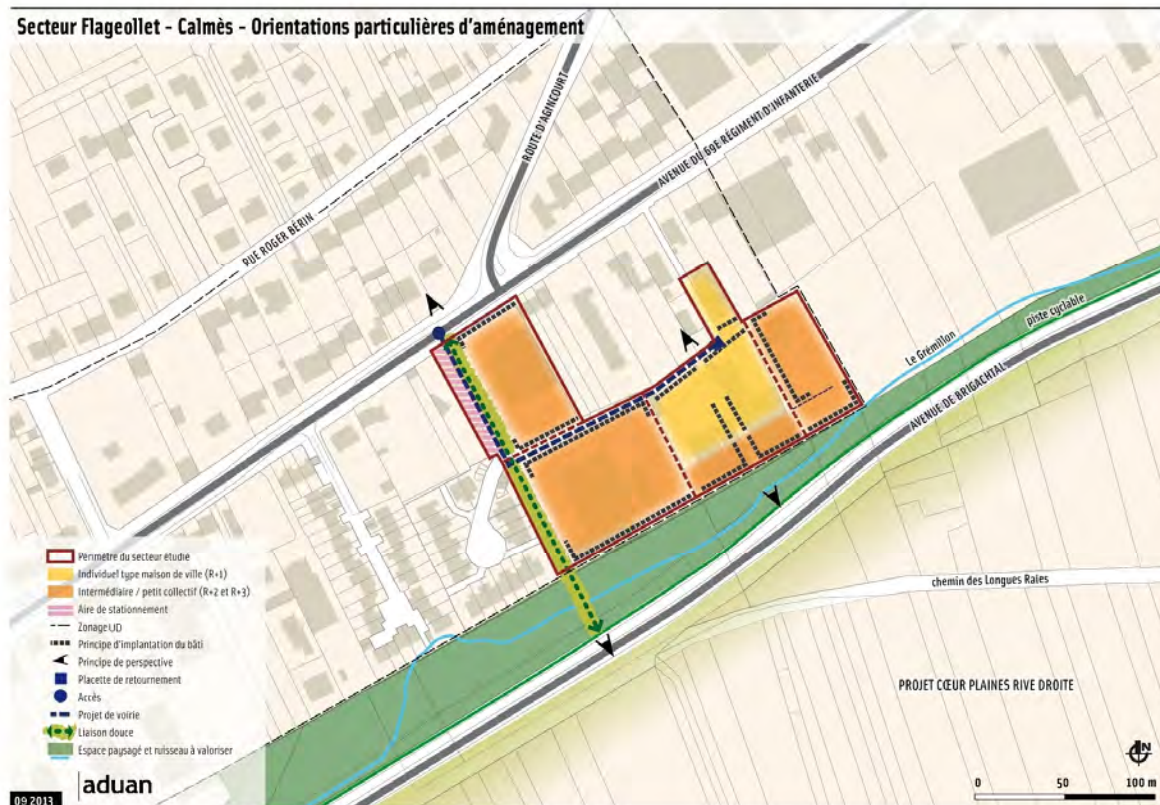 Secteur Flageollet - Calmès - Orientations particulières d'aménagement
RUE ROGER BÉRIN
ROUTE D'AGINCOURT
AVENUE DU 69E RÉGIMENT D'INFANTERIE
Le Grémillon
piste cyclable
AVENUE DE BRIGACHTAL
chemin des Longues Raies
PROJET CŒUR PLAINES RIVE DROITE
Périmètre du secteur étudié
Individuel type maison de ville (R+1)
Intermédiaire / petit collectif (R+2 et R+3)
Aire de stationnement
Zonage UD
Principe d'implantation du bâti
Principe de perspective
Placette de retournement
Accès
Projet de voirie
Liaison douce
Espace paysagé et ruisseau à valoriser
09.2013
aduan
N
0 50 100 m